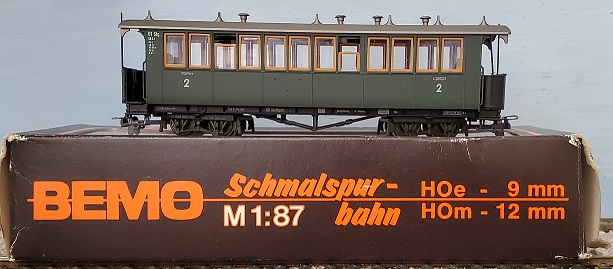 2
2
BEMO
Schmalspur-
bahn
M 1:87
HOe - 9 mm
HOm - 12 mm